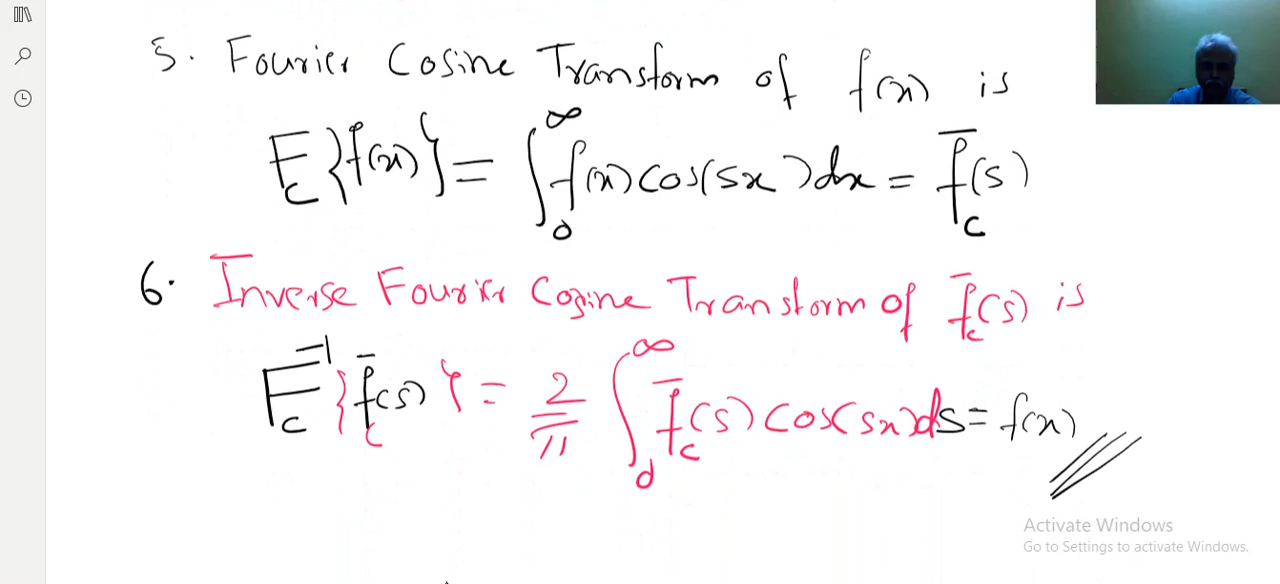 5. Fourier Cosine Transform of f(x) is
F_c{f(x)} = ∫_0^∞ f(x) cos(sx) dx = f̅_c(s)
6. Inverse Fourier Cosine Transform of f̅_c(s) is
F_c^{-1}{f̅_c(s)} = 2/π ∫_0^∞ f̅_c(s) cos(sx) ds = f(x)
Activate Windows
Go to Settings to activate Windows.